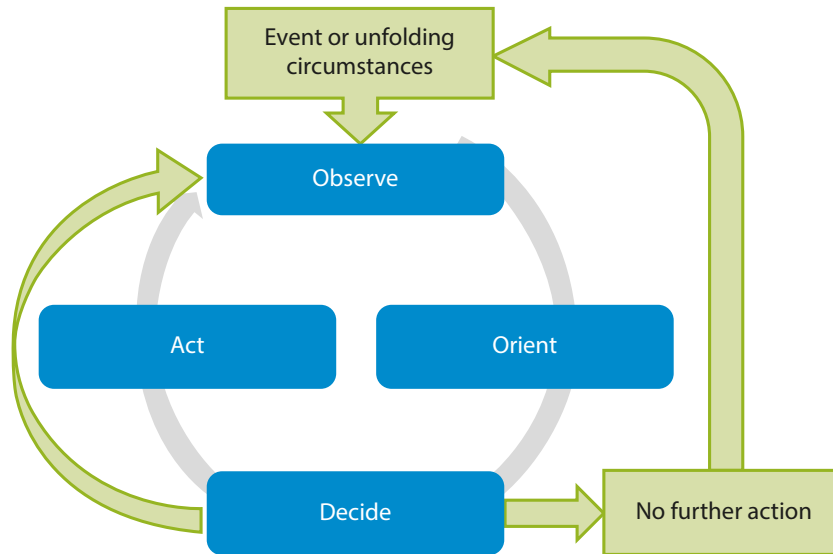 Event or unfolding
circumstances
Observe
Act
Orient
Decide
No further action